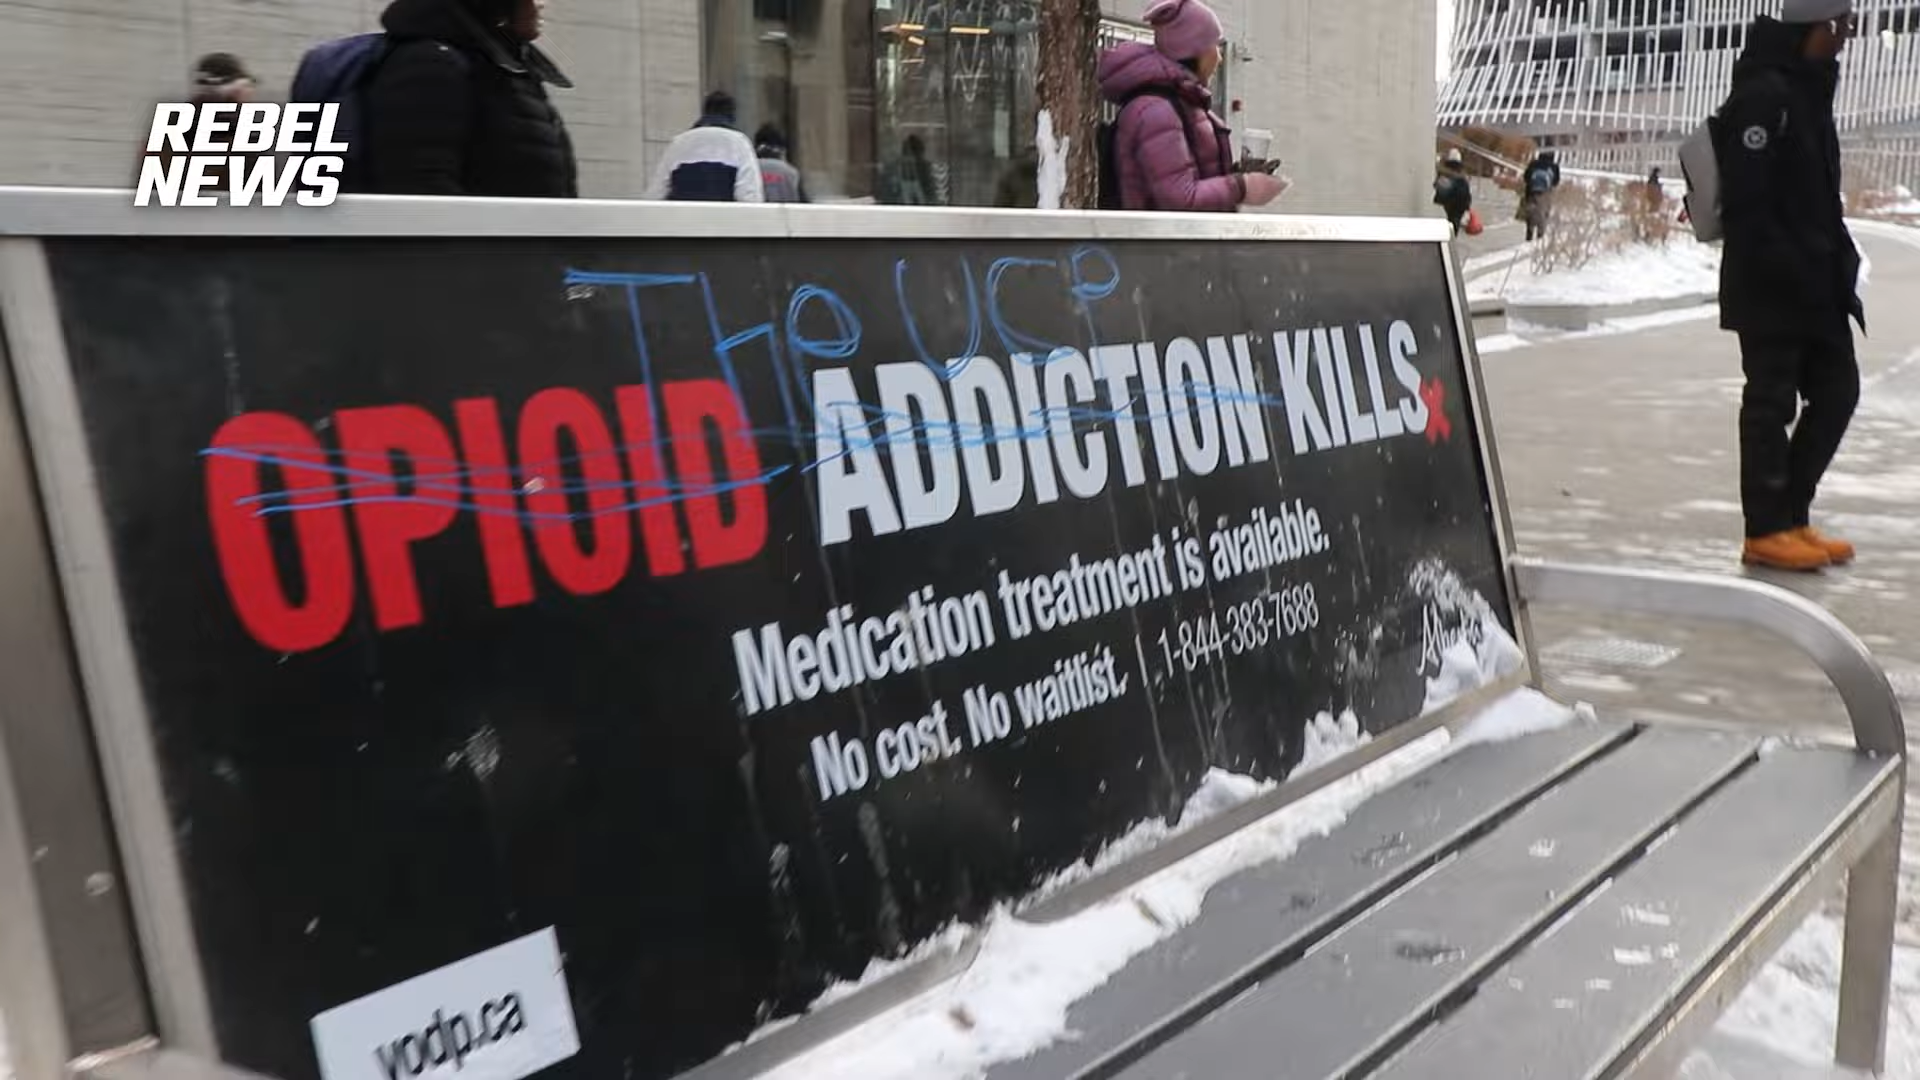 REBEL
NEWS
The UCP
OPIOID ADDICTION KILLS
Medication treatment is available.
No cost. No waitlist. | 1-844-383-7688
Alberta
vodp.ca